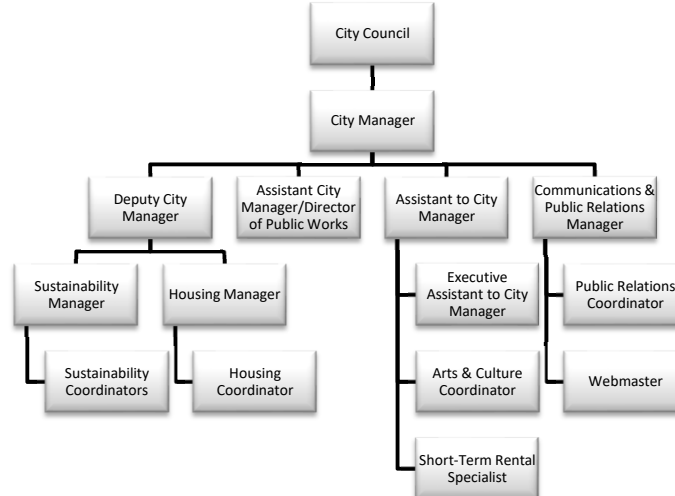 City Council
City Manager
Deputy City
Manager
Assistant City
Manager/Director
of Public Works
Assistant to City
Manager
Communications &
Public Relations
Manager
Sustainability
Manager
Housing Manager
Executive
Assistant to City
Manager
Public Relations
Coordinator
Sustainability
Coordinators
Housing
Coordinator
Arts & Culture
Coordinator
Webmaster
Short-Term Rental
Specialist